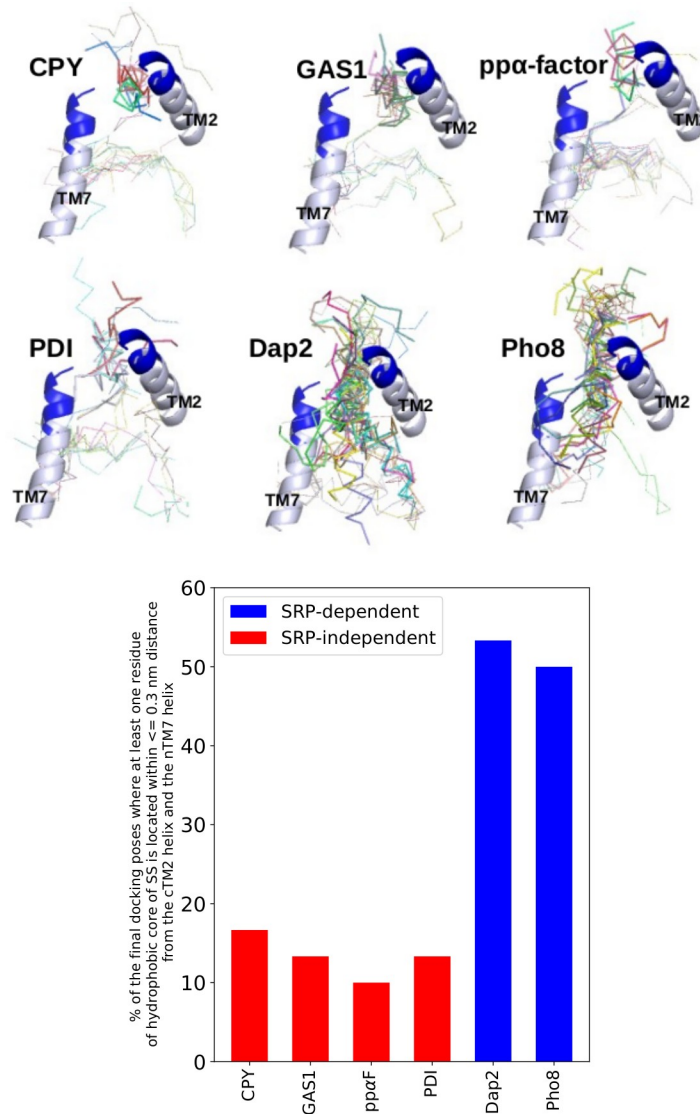 CPY
TM2
TM7
GAS1
TM7
ppα-factor
TM
TM7
PDI
TM2
TM7
Dap2
TM2
TM7
Pho8
TM2
TM7
% of the final docking poses where at least one residue
of hydrophobic core of SS is located within <= 0.3 nm distance
from the cTM2 helix and the nTM7 helix
60
50
40
30
20
10
0
SRP-dependent
SRP-independent
CPY
GAS1
ppαF
PDI
Dap2
Pho8